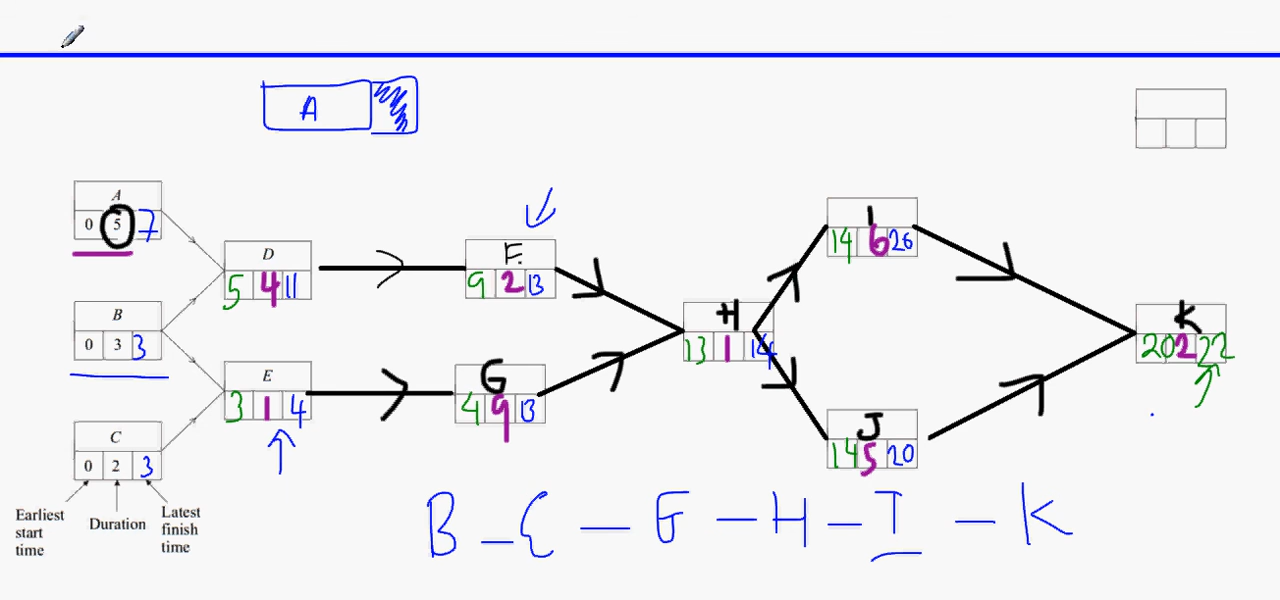 A
A
0 5 7
B
0 3 3
C
0 2 3
Earliest start time
Duration
Latest finish time
D
5 4 11
E
3 1 4
F.
9 2 13
G
4 9 13
H
13 1 14
I
14 6 26
J
14 5 20
K
20 2 22
B - E - G - H - I - K